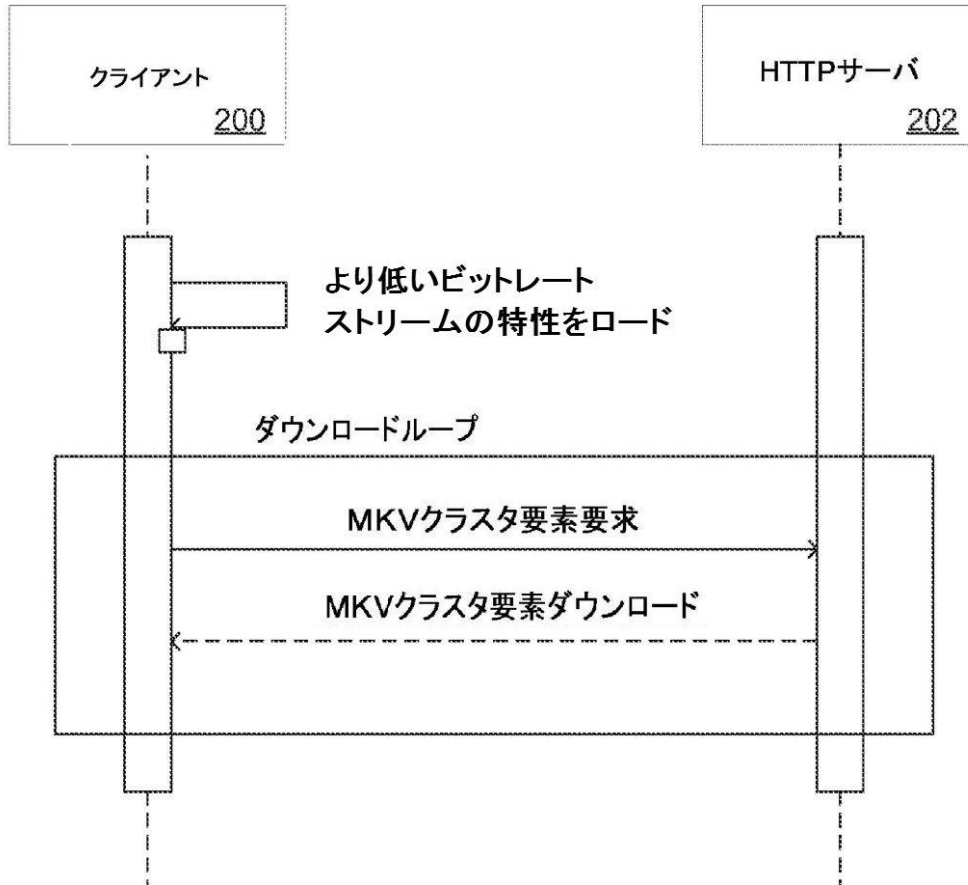 クライアント
200
HTTPサーバ
202
より低いビットレート
ストリームの特性をロード
ダウンロードループ
MKVクラスタ要素要求
MKVクラスタ要素ダウンロード